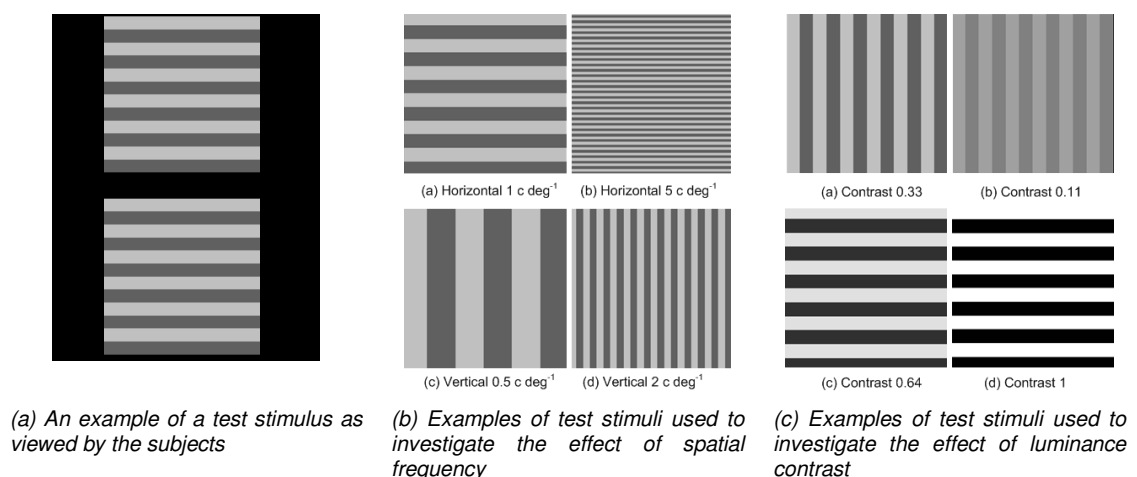 (a) Horizontal 1 c deg⁻¹
(b) Horizontal 5 c deg⁻¹
(c) Vertical 0.5 c deg⁻¹
(d) Vertical 2 c deg⁻¹
(a) Contrast 0.33
(b) Contrast 0.11
(c) Contrast 0.64
(d) Contrast 1
(a) An example of a test stimulus as
viewed by the subjects
(b) Examples of test stimuli used to
investigate the effect of spatial
frequency
(c) Examples of test stimuli used to
investigate the effect of luminance
contrast